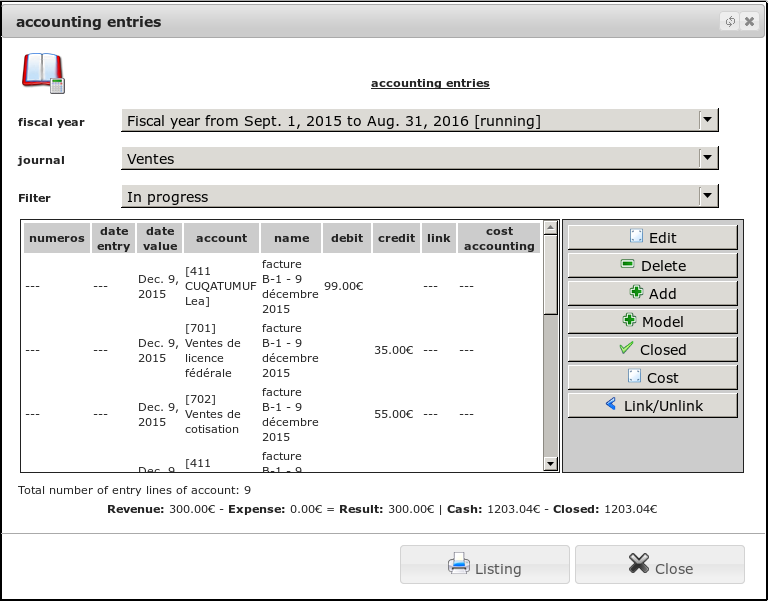 accounting entries
accounting entries
fiscal year Fiscal year from Sept. 1, 2015 to Aug. 31, 2016 [running]
journal Ventes
Filter In progress
numeros date entry date value account name debit credit link cost accounting
--- --- Dec. 9, 2015 [411 CUQATUMUF Lea] facture B-1 - 9 décembre 2015 99.00€ --- ---
--- --- Dec. 9, 2015 [701] Ventes de licence fédérale facture B-1 - 9 décembre 2015 35.00€ --- ---
--- --- Dec. 9, 2015 [702] Ventes de cotisation facture B-1 - 9 décembre 2015 55.00€ --- ---
Dec. 9, [411 facture B-1 - 9
Edit
Delete
Add
Model
Closed
Cost
Link/Unlink
Total number of entry lines of account: 9
Revenue: 300.00€ - Expense: 0.00€ = Result: 300.00€ | Cash: 1203.04€ - Closed: 1203.04€
Listing Close